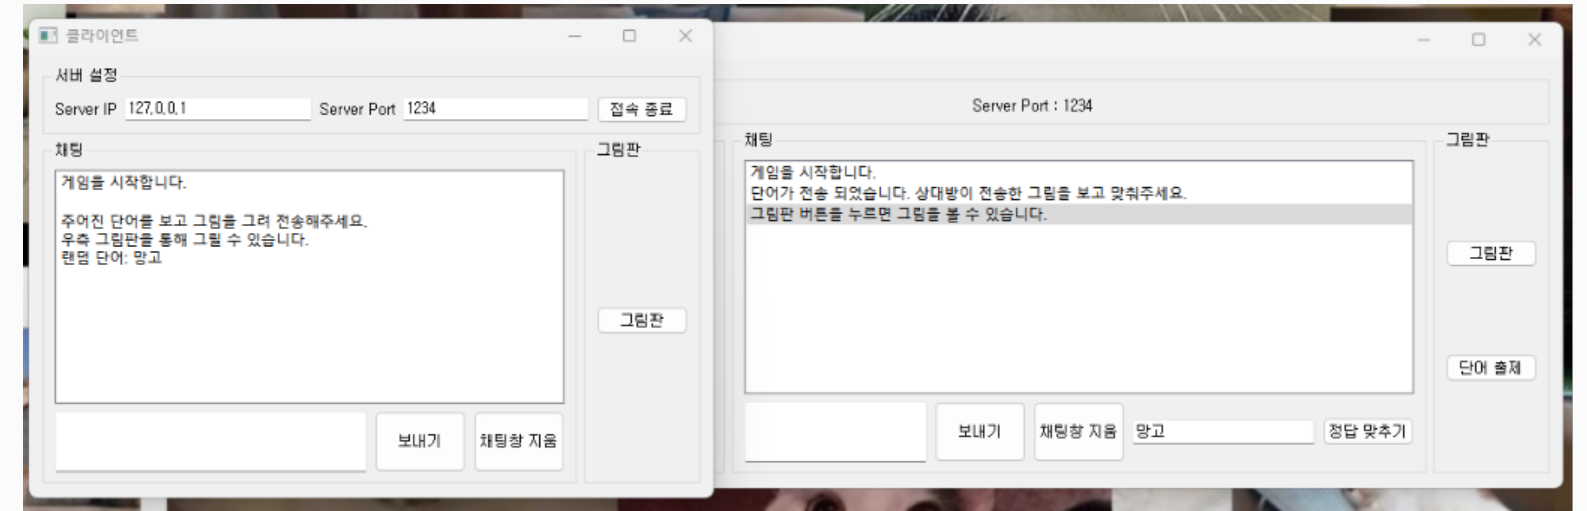 클라이언트
서버 설정
Server IP 127.0.0.1 Server Port 1234 접속 종료
채팅
그림판
게임을 시작합니다.
주어진 단어를 보고 그림을 그려 전송해주세요.
우측 그림판을 통해 그릴 수 있습니다.
랜덤 단어: 망고
그림판
보내기
채팅창 지움
Server Port : 1234
채팅
그림판
게임을 시작합니다.
단어가 전송 되었습니다. 상대방이 전송한 그림을 보고 맞춰주세요.
그림판 버튼을 누르면 그림을 볼 수 있습니다.
그림판
단어 출제
보내기
채팅창 지움
망고
정답 맞추기